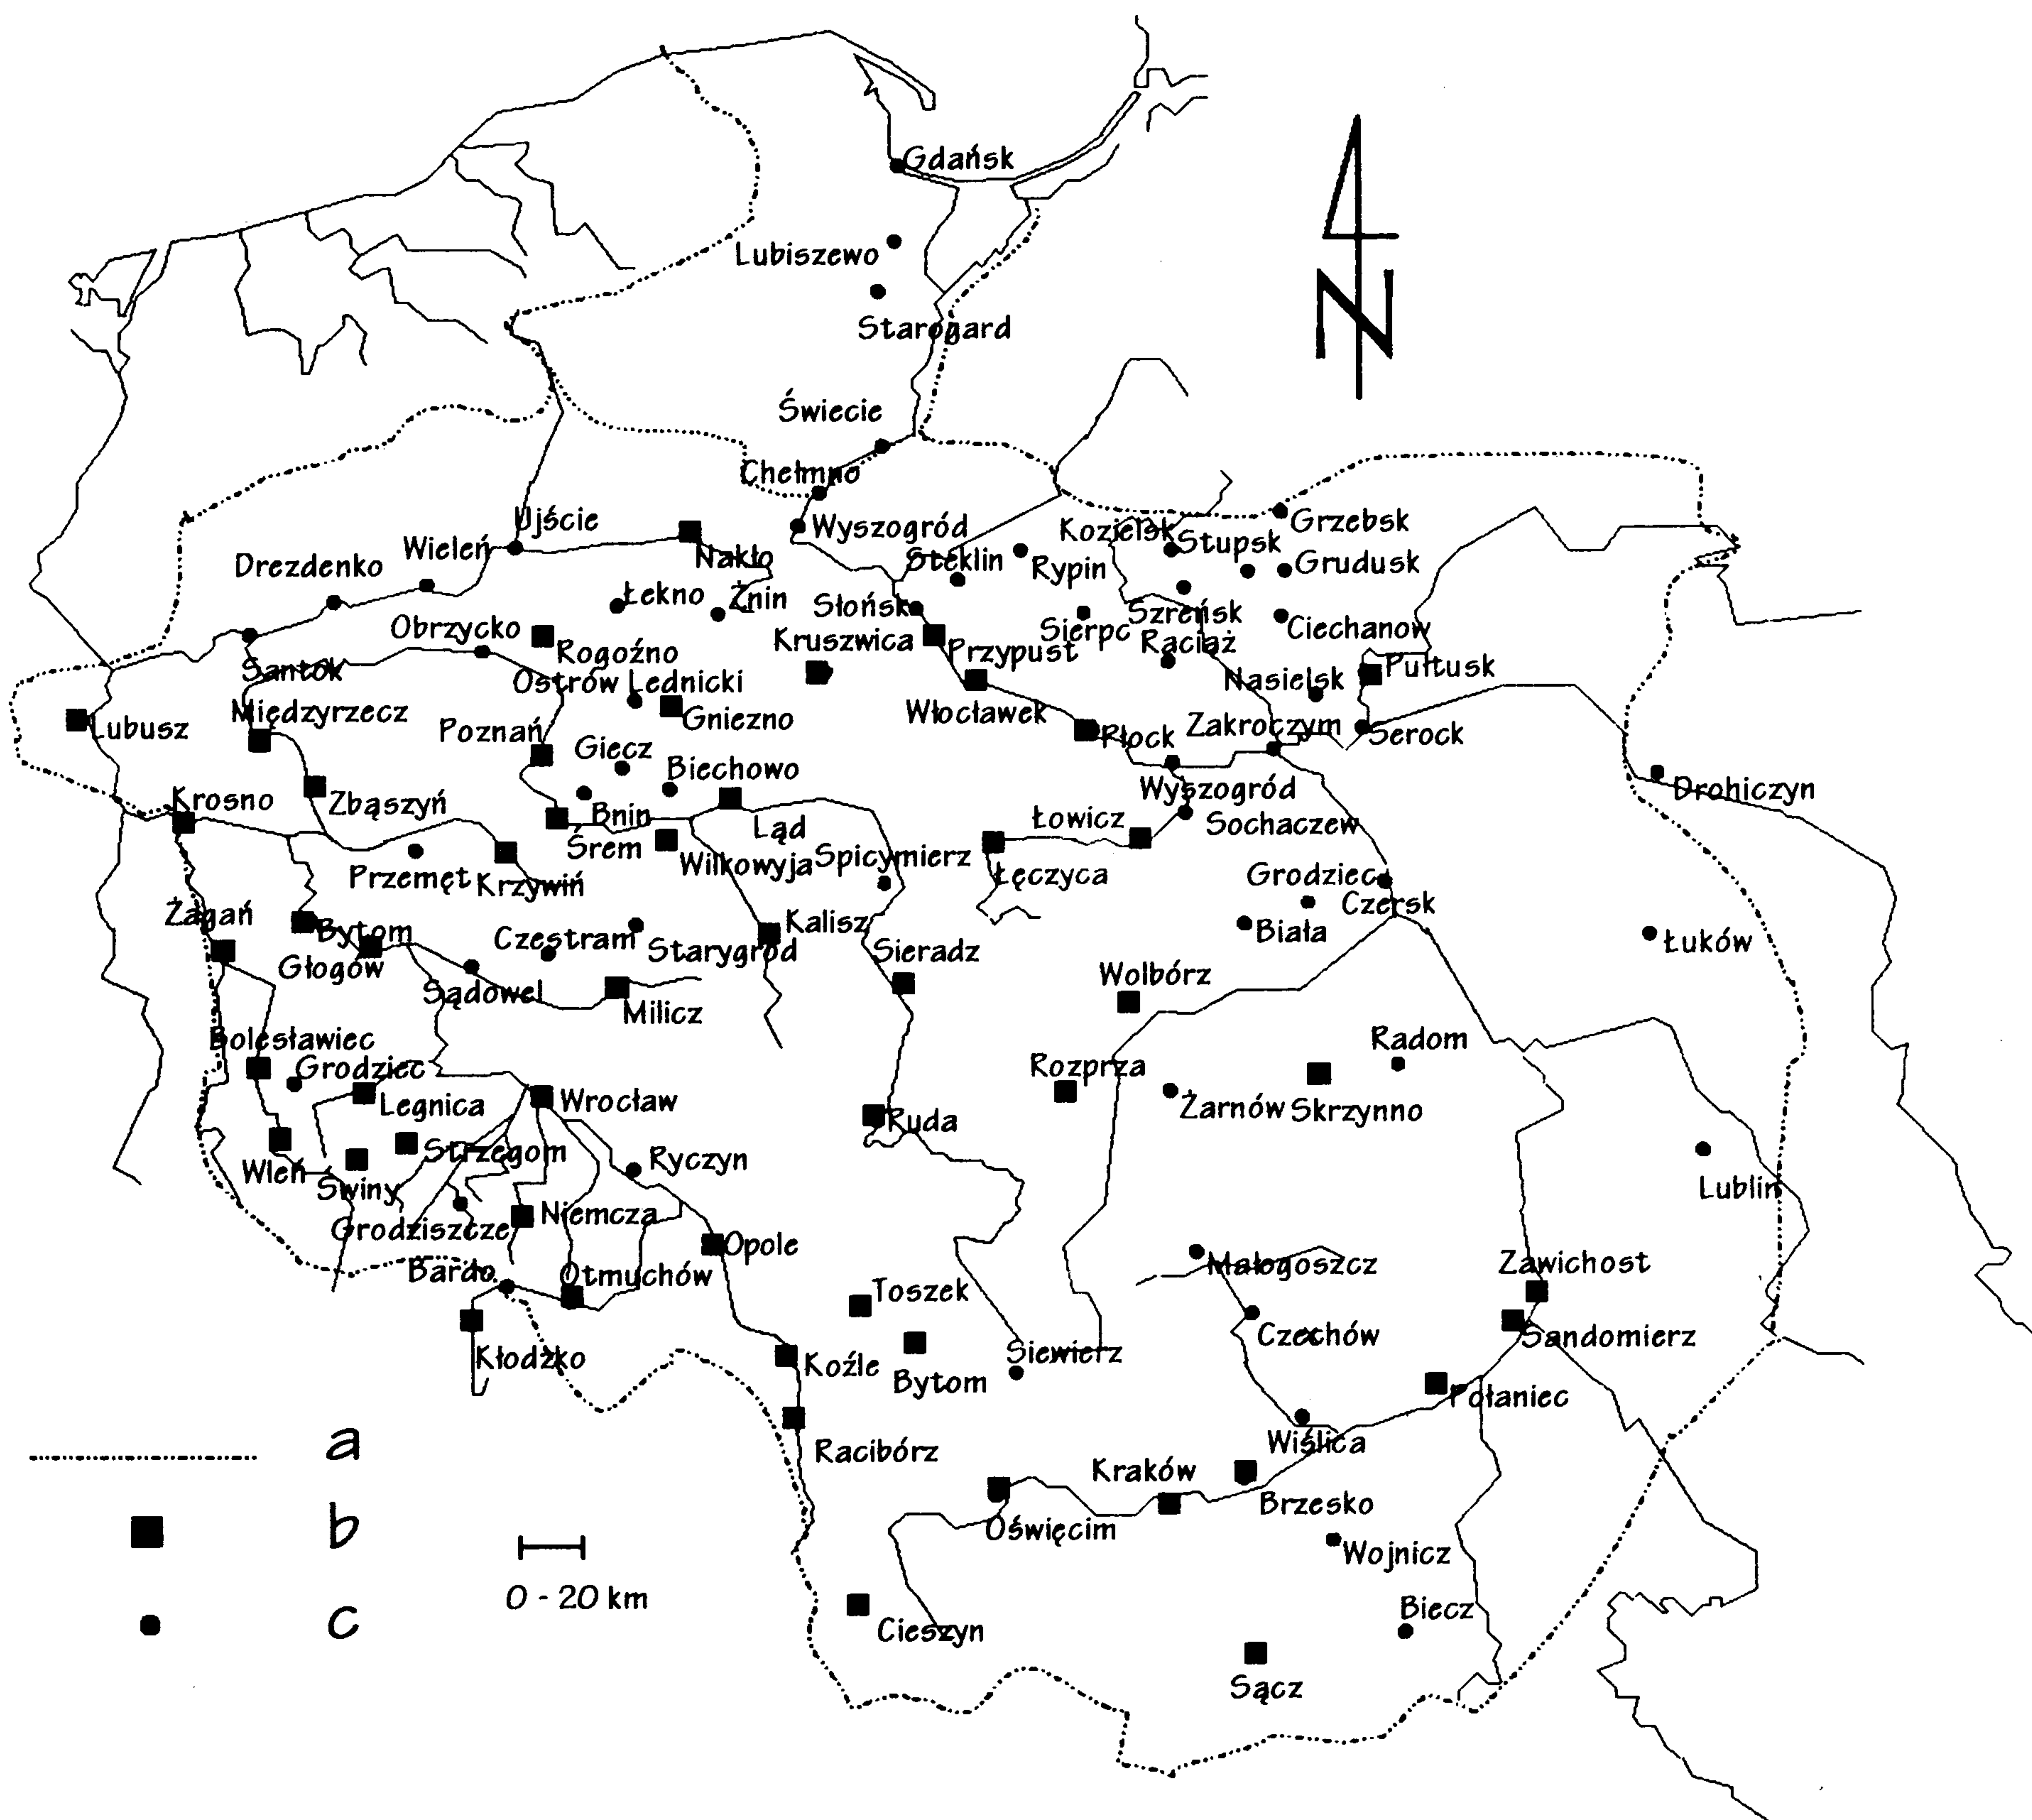 Gdańsk
Lubiszewo
Starogard
N
Świecie
Chełmno
Ujście
Wyszogród
Kozielsk
Grzebsk
Nakło
Wieleń
Stupsk
Drezdenko
Steklin
Rypin
Grudusk
Łekno
Żnin
Słońsk
Szreńsk
Obrzycko
Sierpc
Ciechanow
Rogoźno
Kruszwica
Przypust
Raciąż
Santok
Ostrów Lednicki
Nasielsk
Pułtusk
Międzyrzecz
Gniezno
Włocławek
Lubusz
Poznań
Płock
Zakroczym
Serock
Giecz
Biechowo
Wyszogród
Drohiczyn
Krosno
Zbąszyń
Bnin
Śrem
Ląd
Łowicz
Sochaczew
Przemęt
Krzywiń
Wilkowyja
Spicymierz
Łęczyca
Grodziec
Czersk
Żagań
Bytom
Kalisz
Biała
Łuków
Czestram
Starygród
Sieradz
Głogów
Sądowel
Milicz
Wolbórz
Bolesławiec
Radom
Grodziec
Rozprza
Legnica
Wrocław
Ruda
Żarnów
Skrzynno
Strzegom
Ryczyn
Wleń
Świny
Lublin
Grodziszcze
Niemcza
Opole
Małogoszcz
Zawichost
Bardo
Otmuchów
Toszek
Czechów
Sandomierz
Kłodzko
Koźle
Bytom
Siewierz
Połaniec
a
Racibórz
Wiślica
Kraków
Brzesko
b
Oświęcim
Wojnicz
0 - 20 km
c
Cieszyn
Biecz
Sącz